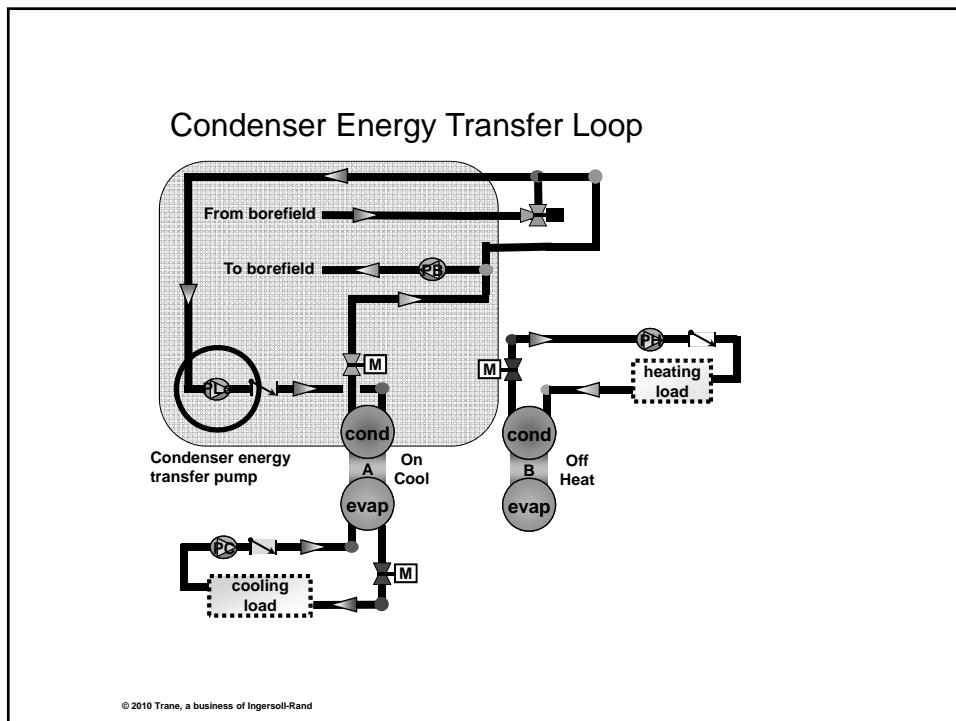 Condenser Energy Transfer Loop
From borefield
To borefield
PB
M
PH
M
heating
load
PL
cond
cond
Condenser energy
transfer pump
A
On
Cool
B
Off
Heat
evap
evap
PC
M
cooling
load
© 2010 Trane, a business of Ingersoll-Rand